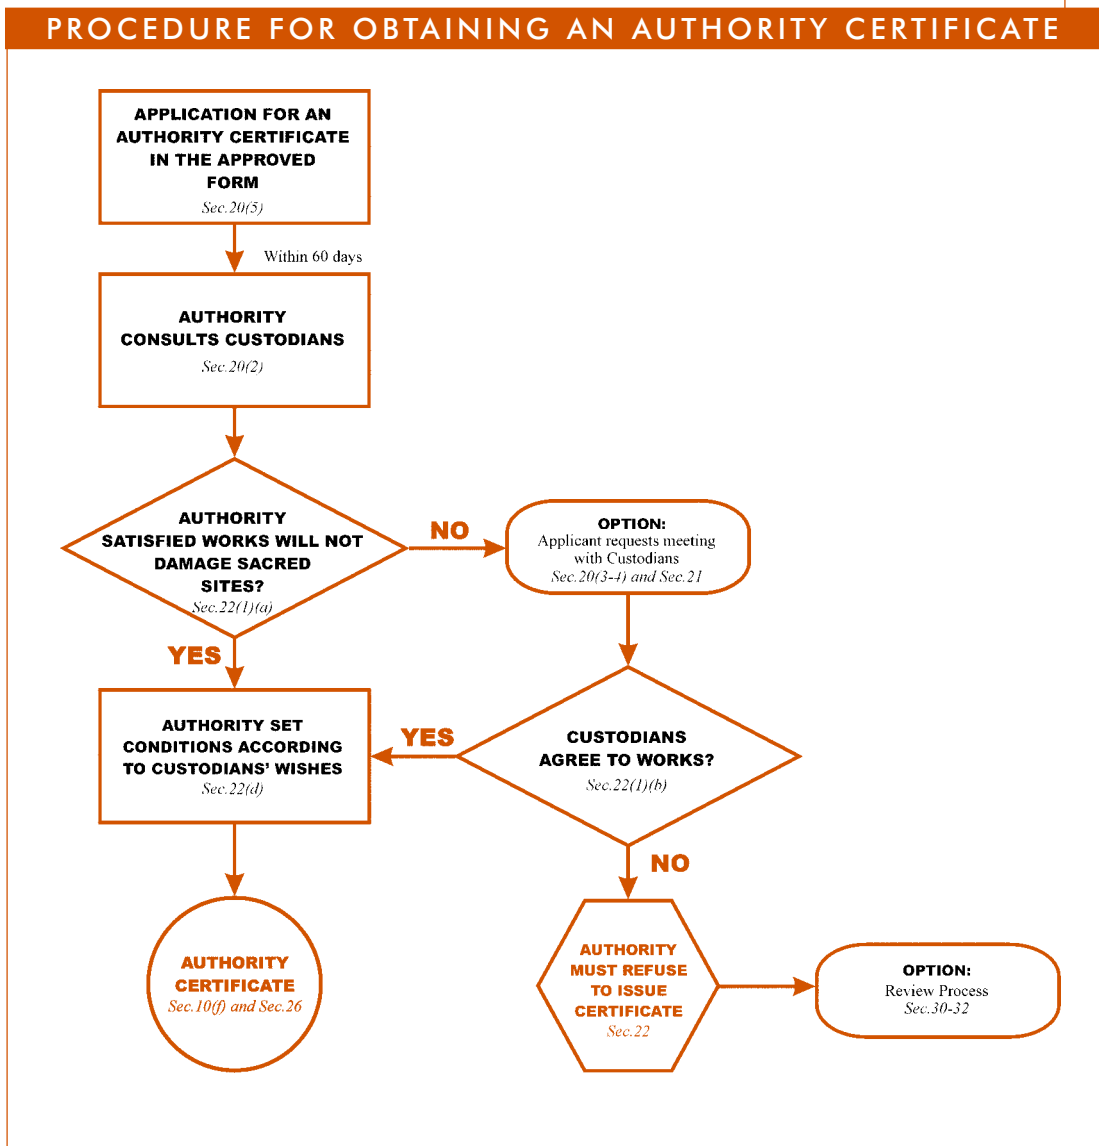 PROCEDURE FOR OBTAINING AN AUTHORITY CERTIFICATE
APPLICATION FOR AN
AUTHORITY CERTIFICATE
IN THE APPROVED
FORM
Sec.20(5)
Within 60 days
AUTHORITY
CONSULTS CUSTODIANS
Sec.20(2)
AUTHORITY
SATISFIED WORKS WILL NOT
DAMAGE SACRED
SITES?
Sec.22(1)(a)
NO
OPTION:
Applicant requests meeting
with Custodians
Sec.20(3-4) and Sec.21
YES
AUTHORITY SET
CONDITIONS ACCORDING
TO CUSTODIANS' WISHES
Sec.22(d)
YES
CUSTODIANS
AGREE TO WORKS?
Sec.22(1)(b)
NO
AUTHORITY
CERTIFICATE
Sec.10(f) and Sec.26
AUTHORITY
MUST REFUSE
TO ISSUE
CERTIFICATE
Sec.22
OPTION:
Review Process
Sec.30-32